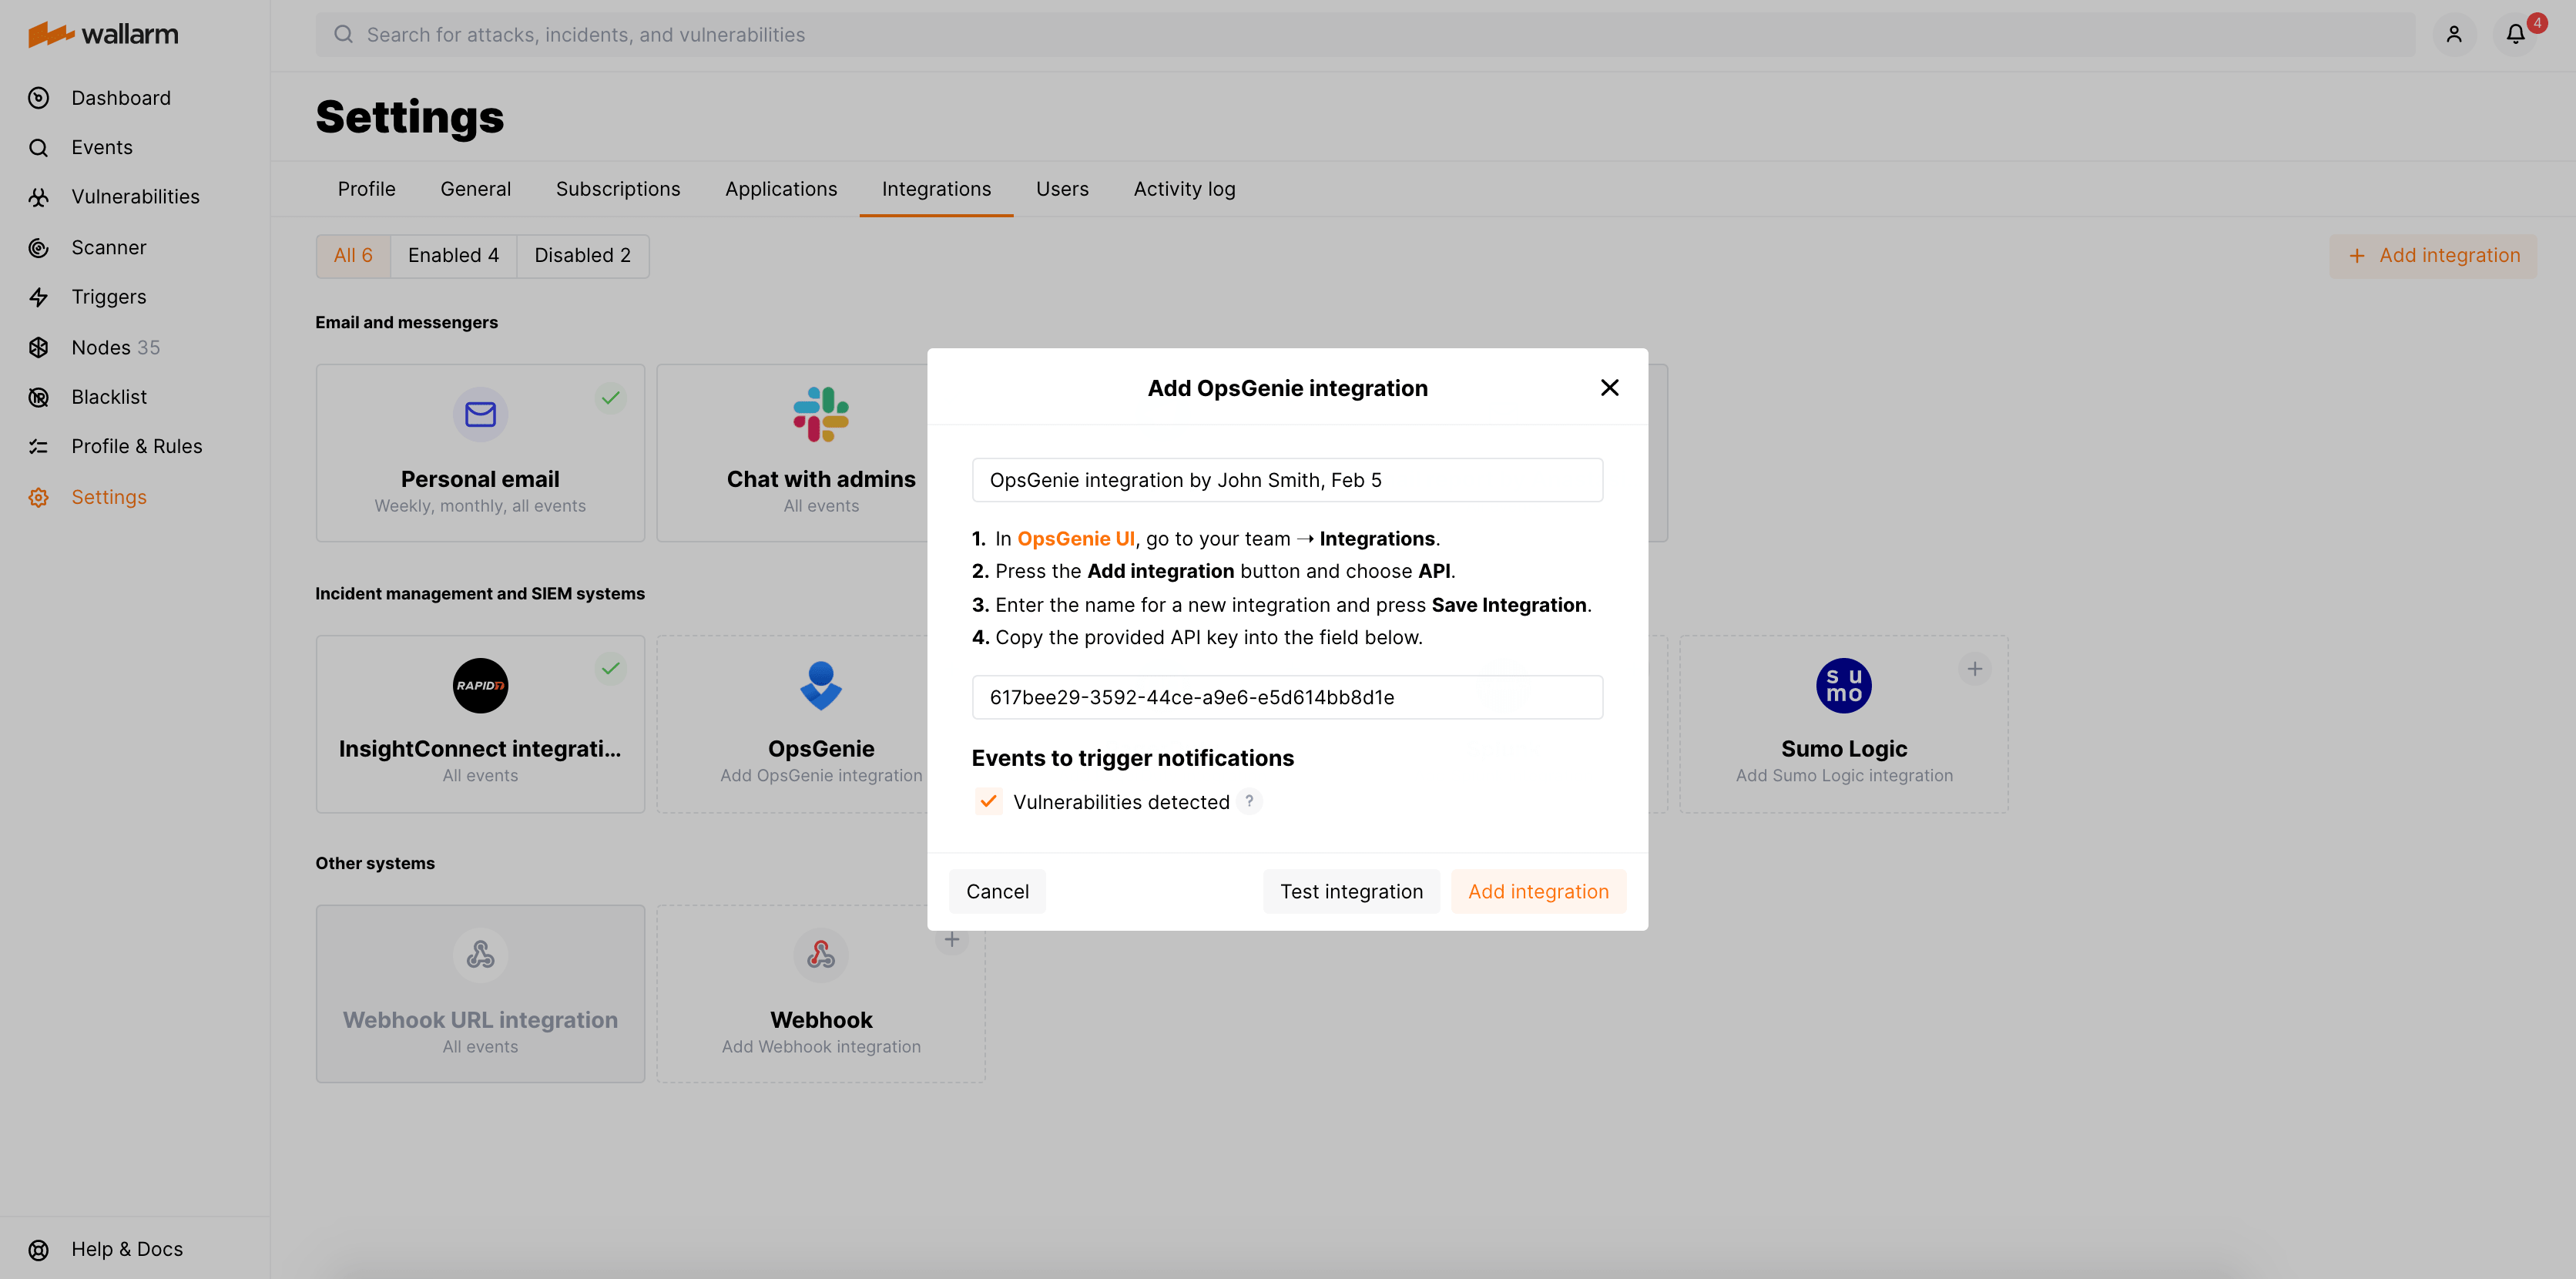 wallarm
Search for attacks, incidents, and vulnerabilities
4
Dashboard
Events
Vulnerabilities
Scanner
Triggers
Nodes 35
Blacklist
Profile & Rules
Settings
Help & Docs
Settings
Profile
General
Subscriptions
Applications
Integrations
Users
Activity log
All 6
Enabled 4
Disabled 2
+ Add integration
Email and messengers
Personal email
Weekly, monthly, all events
Chat with admins
All events
Incident management and SIEM systems
RAPID7
InsightConnect integrati...
All events
OpsGenie
Add OpsGenie integration
su
mo
Sumo Logic
Add Sumo Logic integration
Other systems
Webhook URL integration
All events
Webhook
Add Webhook integration
Add OpsGenie integration
OpsGenie integration by John Smith, Feb 5
1. In OpsGenie UI, go to your team → Integrations.
2. Press the Add integration button and choose API.
3. Enter the name for a new integration and press Save Integration.
4. Copy the provided API key into the field below.
617bee29-3592-44ce-a9e6-e5d614bb8d1e
Events to trigger notifications
Vulnerabilities detected ?
Cancel
Test integration
Add integration